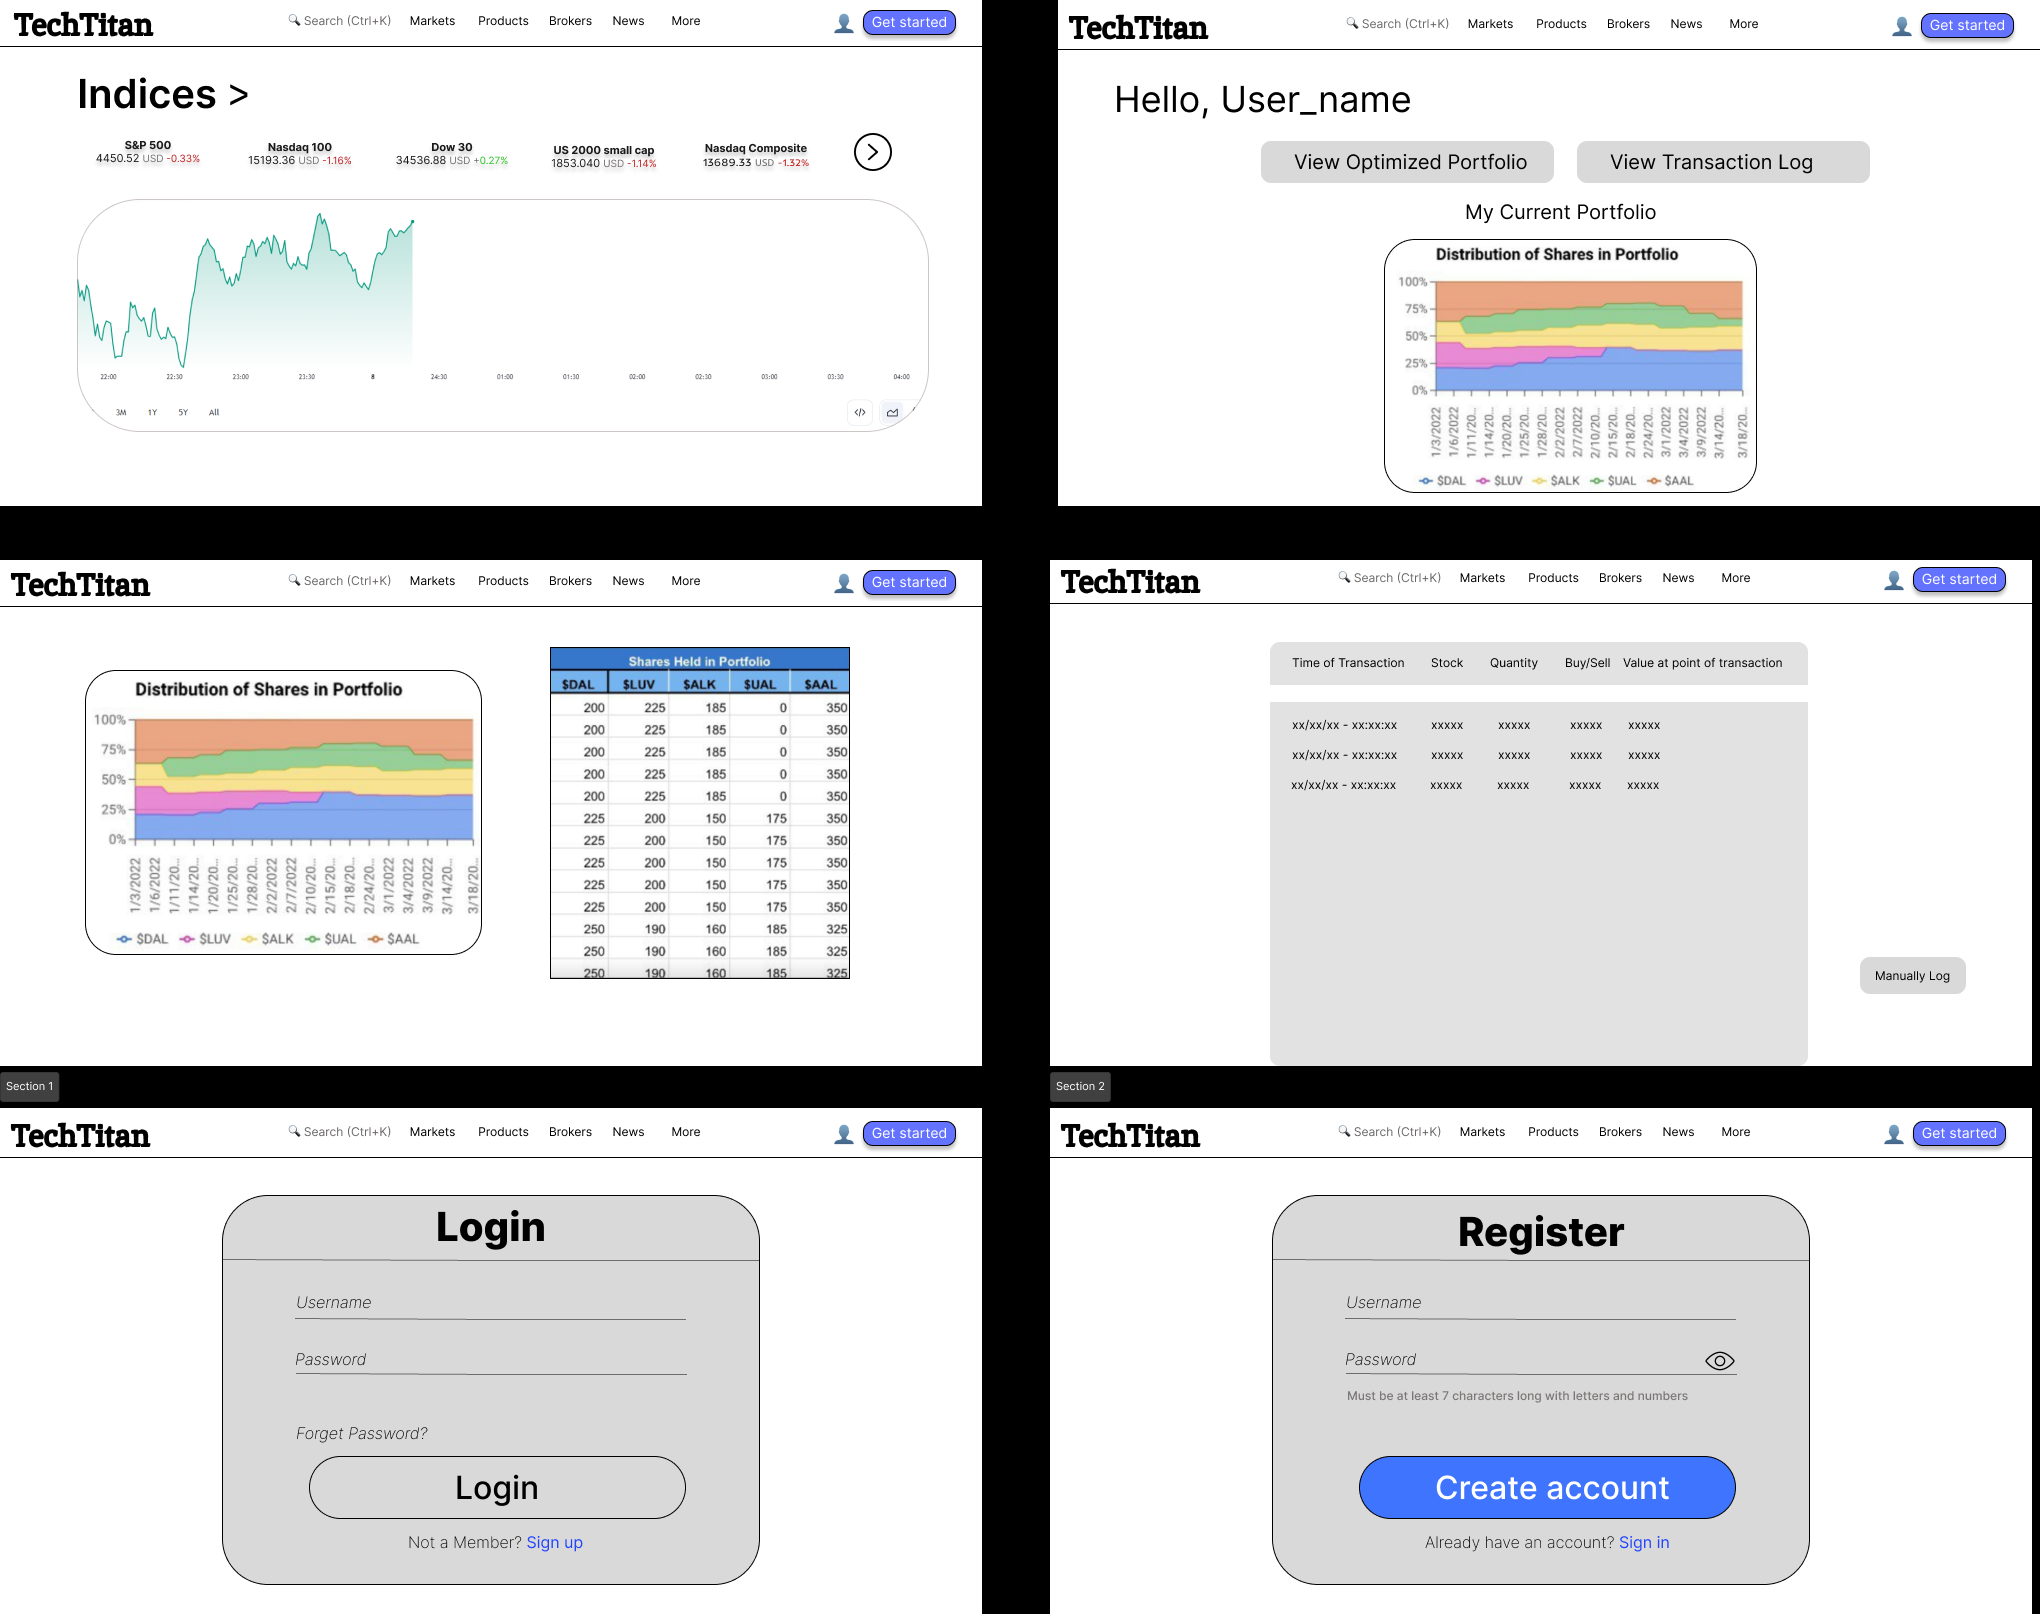 TechTitan
Search (Ctrl+K) Markets Products Brokers News More
Get started
Indices >
S&P 500
4450.52 USD -0.33%
Nasdaq 100
15193.36 USD -1.16%
Dow 30
34536.88 USD +0.27%
US 2000 small cap
1853.040 USD -1.14%
Nasdaq Composite
13689.33 USD -1.32%
22:00 22:30 23:00 23:30 8 24:30 01:00 01:30 02:00 02:30 03:00 03:30 04:00
3M 1Y 5Y All
</>
TechTitan
Search (Ctrl+K) Markets Products Brokers News More
Get started
Hello, User_name
View Optimized Portfolio
View Transaction Log
My Current Portfolio
Distribution of Shares in Portfolio
100%
75%
50%
25%
0%
1/3/2022 1/6/2022 1/11/20... 1/14/20... 1/20/20... 1/25/20... 1/28/20... 2/2/2022 2/7/2022 2/10/20... 2/15/20... 2/18/20... 2/24/20... 3/1/2022 3/4/2022 3/9/2022 3/14/20... 3/18/20...
$DAL $LUV $ALK $UAL $AAL
TechTitan
Search (Ctrl+K) Markets Products Brokers News More
Get started
Distribution of Shares in Portfolio
100%
75%
50%
25%
0%
1/3/2022 1/6/2022 1/11/20... 1/14/20... 1/20/20... 1/25/20... 1/28/20... 2/2/2022 2/7/2022 2/10/20... 2/15/20... 2/18/20... 2/24/20... 3/1/2022 3/4/2022 3/9/2022 3/14/20... 3/18/20...
$DAL $LUV $ALK $UAL $AAL
Shares Held in Portfolio
$DAL $LUV $ALK $UAL $AAL
200 225 185 0 350
200 225 185 0 350
200 225 185 0 350
200 225 185 0 350
200 225 185 0 350
225 200 150 175 350
225 200 150 175 350
225 200 150 175 350
225 200 150 175 350
225 200 150 175 350
250 190 160 185 325
250 190 160 185 325
250 190 160 185 325
TechTitan
Search (Ctrl+K) Markets Products Brokers News More
Get started
Time of Transaction Stock Quantity Buy/Sell Value at point of transaction
xx/xx/xx - xx:xx:xx xxxxx xxxxx xxxxx xxxxx
xx/xx/xx - xx:xx:xx xxxxx xxxxx xxxxx xxxxx
xx/xx/xx - xx:xx:xx xxxxx xxxxx xxxxx xxxxx
Manually Log
Section 1
TechTitan
Search (Ctrl+K) Markets Products Brokers News More
Get started
Login
Username
Password
Forget Password?
Login
Not a Member? Sign up
Section 2
TechTitan
Search (Ctrl+K) Markets Products Brokers News More
Get started
Register
Username
Password
Must be at least 7 characters long with letters and numbers
Create account
Already have an account? Sign in